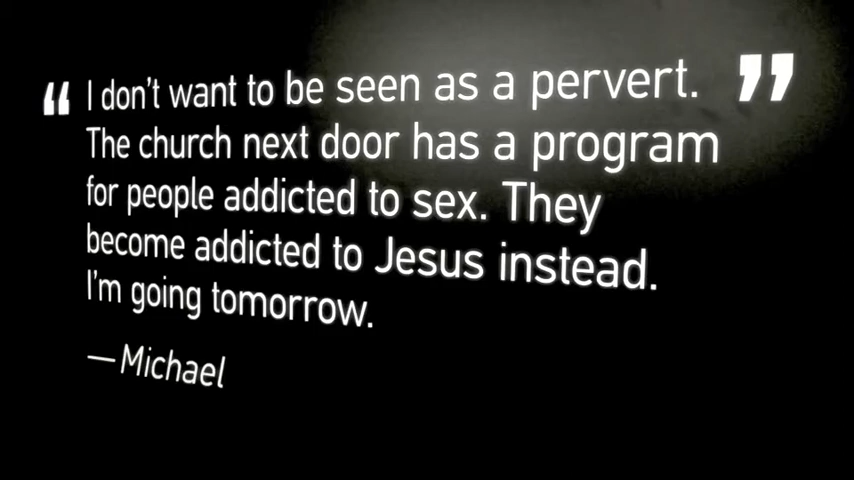 “ I don’t want to be seen as a pervert. ”
The church next door has a program
for people addicted to sex. They
become addicted to Jesus instead.
I’m going tomorrow.
—Michael